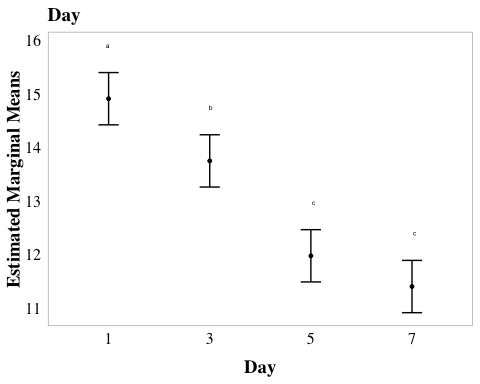 Day
Estimated Marginal Means
16
15
14
13
12
11
a
b
c
c
1 3 5 7
Day